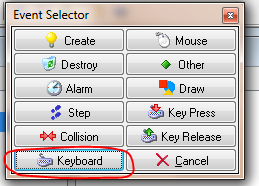 Event Selector
Create
Mouse
Destroy
Other
Alarm
Draw
Step
Key Press
Collision
Key Release
Keyboard
Cancel